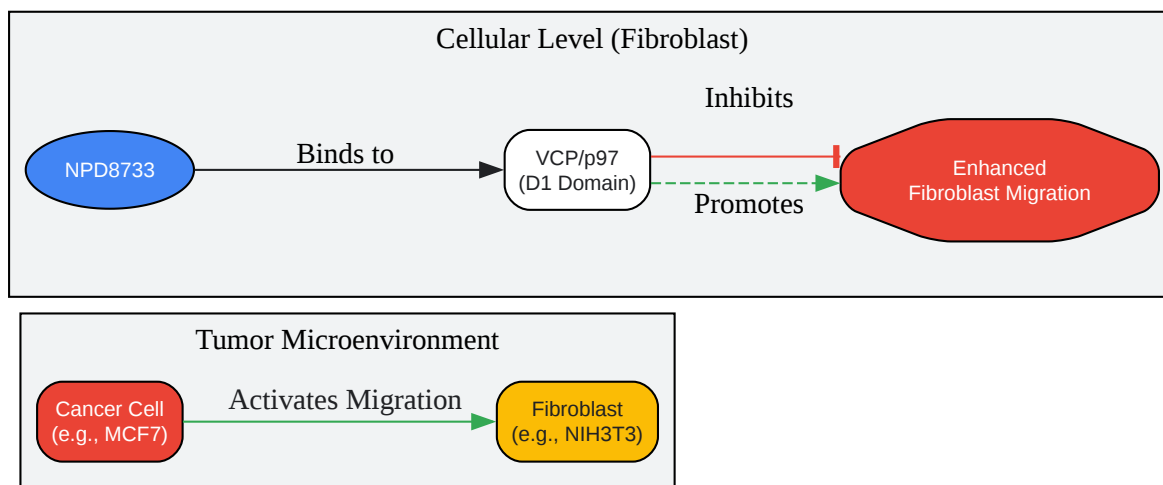 Cellular Level (Fibroblast)
Inhibits
NPD8733
Binds to
VCP/p97
(D1 Domain)
Promotes
Enhanced
Fibroblast Migration
Tumor Microenvironment
Cancer Cell
(e.g., MCF7)
Activates Migration
Fibroblast
(e.g., NIH3T3)